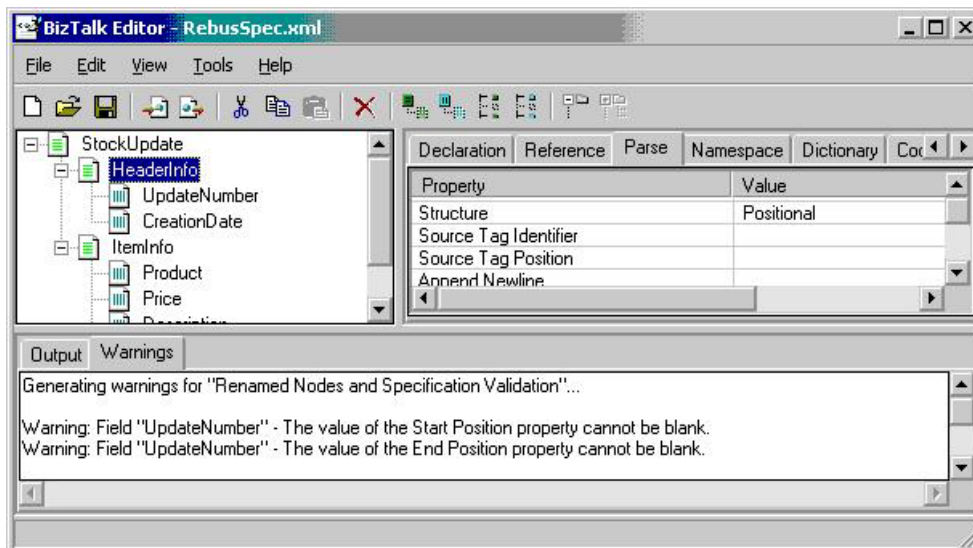 BizTalk Editor - RebusSpec.xml
File Edit View Tools Help
StockUpdate
HeaderInfo
UpdateNumber
CreationDate
ItemInfo
Product
Price
Description
Declaration Reference Parse Namespace Dictionary
Property Value
Structure Positional
Source Tag Identifier
Source Tag Position
Append Newline
Output Warnings
Generating warnings for "Renamed Nodes and Specification Validation"...
Warning: Field "UpdateNumber" - The value of the Start Position property cannot be blank.
Warning: Field "UpdateNumber" - The value of the End Position property cannot be blank.